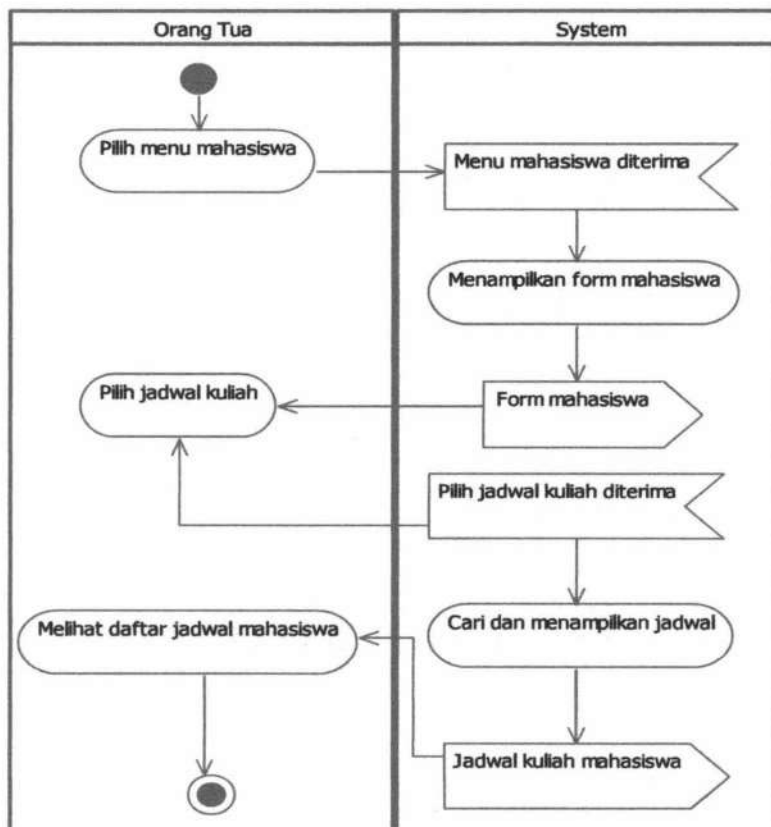 Orang Tua
System
Pilih menu mahasiswa
Menu mahasiswa diterima
Menampilkan form mahasiswa
Form mahasiswa
Pilih jadwal kuliah
Pilih jadwal kuliah diterima
Cari dan menampilkan jadwal
Melihat daftar jadwal mahasiswa
Jadwal kuliah mahasiswa